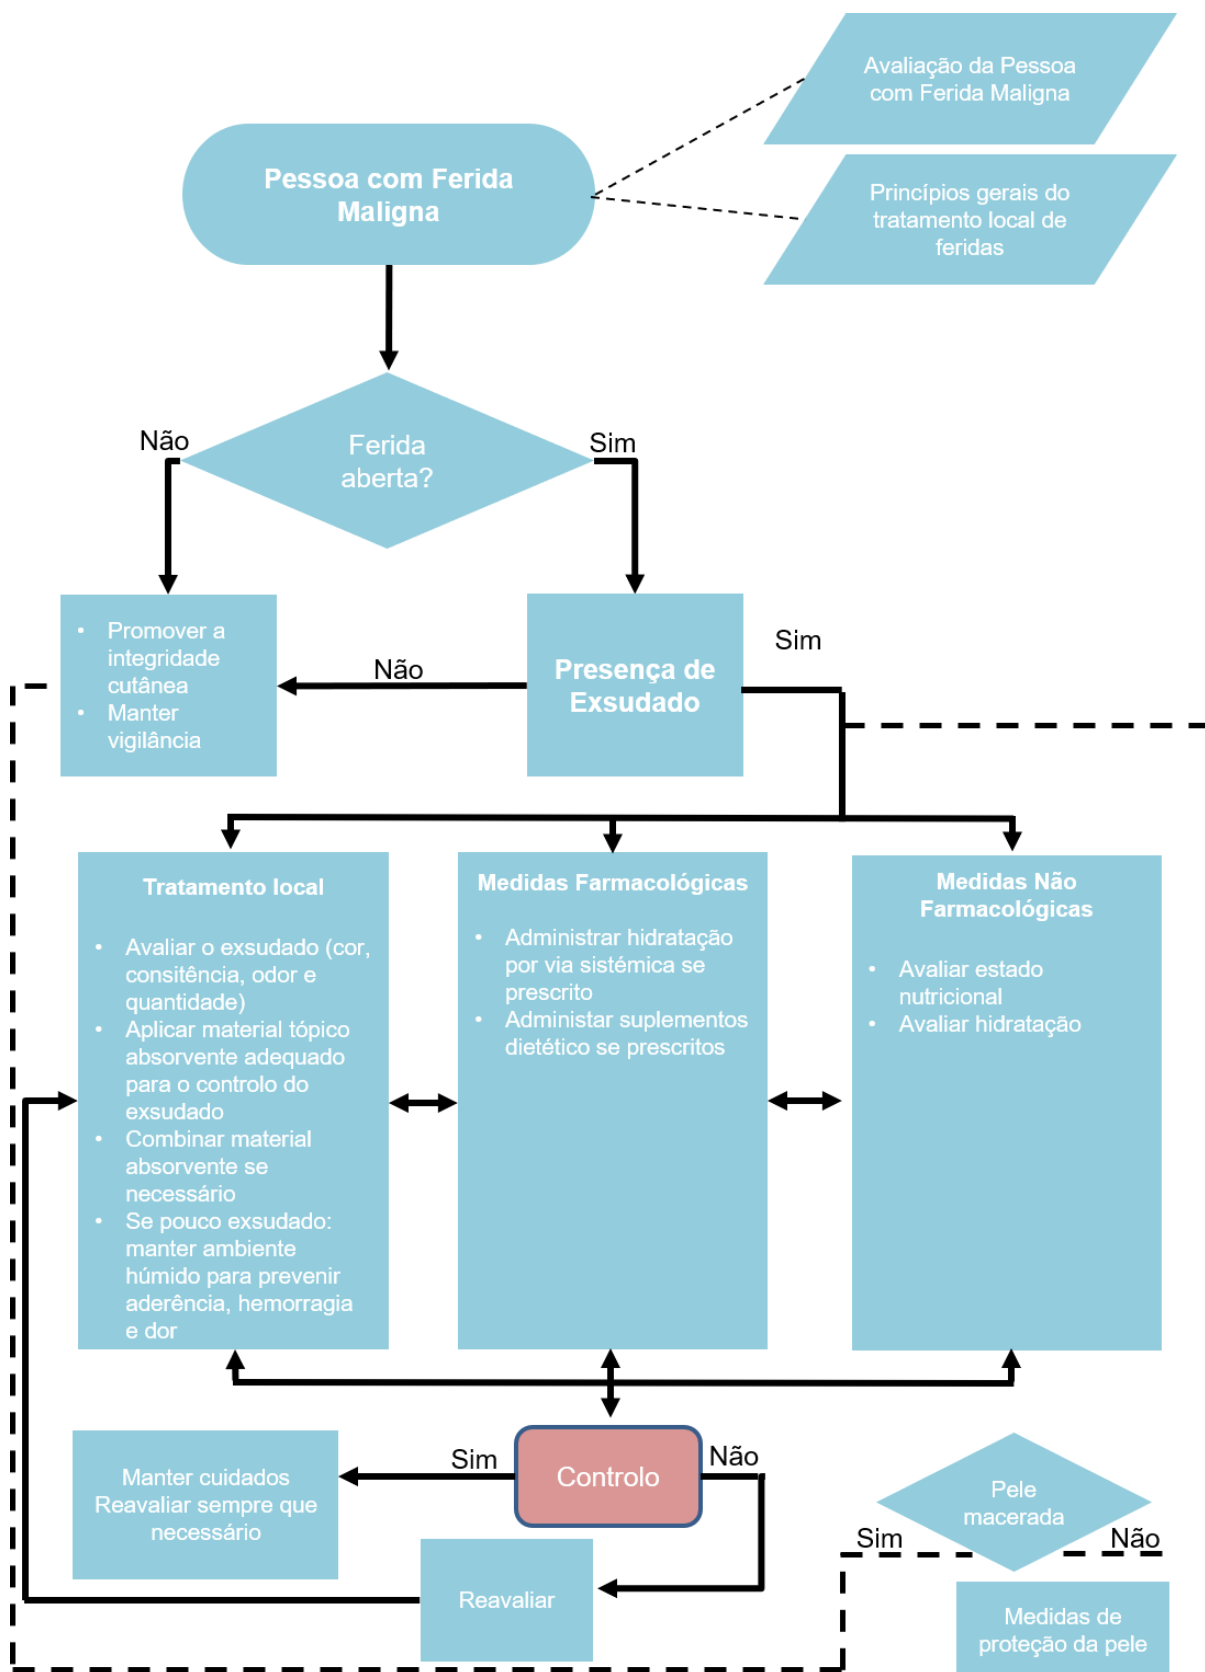 Avaliação da Pessoa
com Ferida Maligna
Pessoa com Ferida
Maligna
Princípios gerais do
tratamento local de
feridas
Não
Ferida
aberta?
Sim
• Promover a
integridade
cutânea
• Manter
vigilância
Não
Presença de
Exsudado
Sim
Tratamento local
• Avaliar o exsudado (cor,
consitência, odor e
quantidade)
• Aplicar material tópico
absorvente adequado
para o controlo do
exsudado
• Combinar material
absorvente se
necessário
• Se pouco exsudado:
manter ambiente
húmido para prevenir
aderência, hemorragia
e dor
Medidas Farmacológicas
• Administrar hidratação
por via sistémica se
prescrito
• Administar suplementos
dietético se prescritos
Medidas Não
Farmacológicas
• Avaliar estado
nutricional
• Avaliar hidratação
Manter cuidados
Reavaliar sempre que
necessário
Sim
Controlo
Não
Reavaliar
Pele
macerada
Sim
Não
Medidas de
proteção da pele